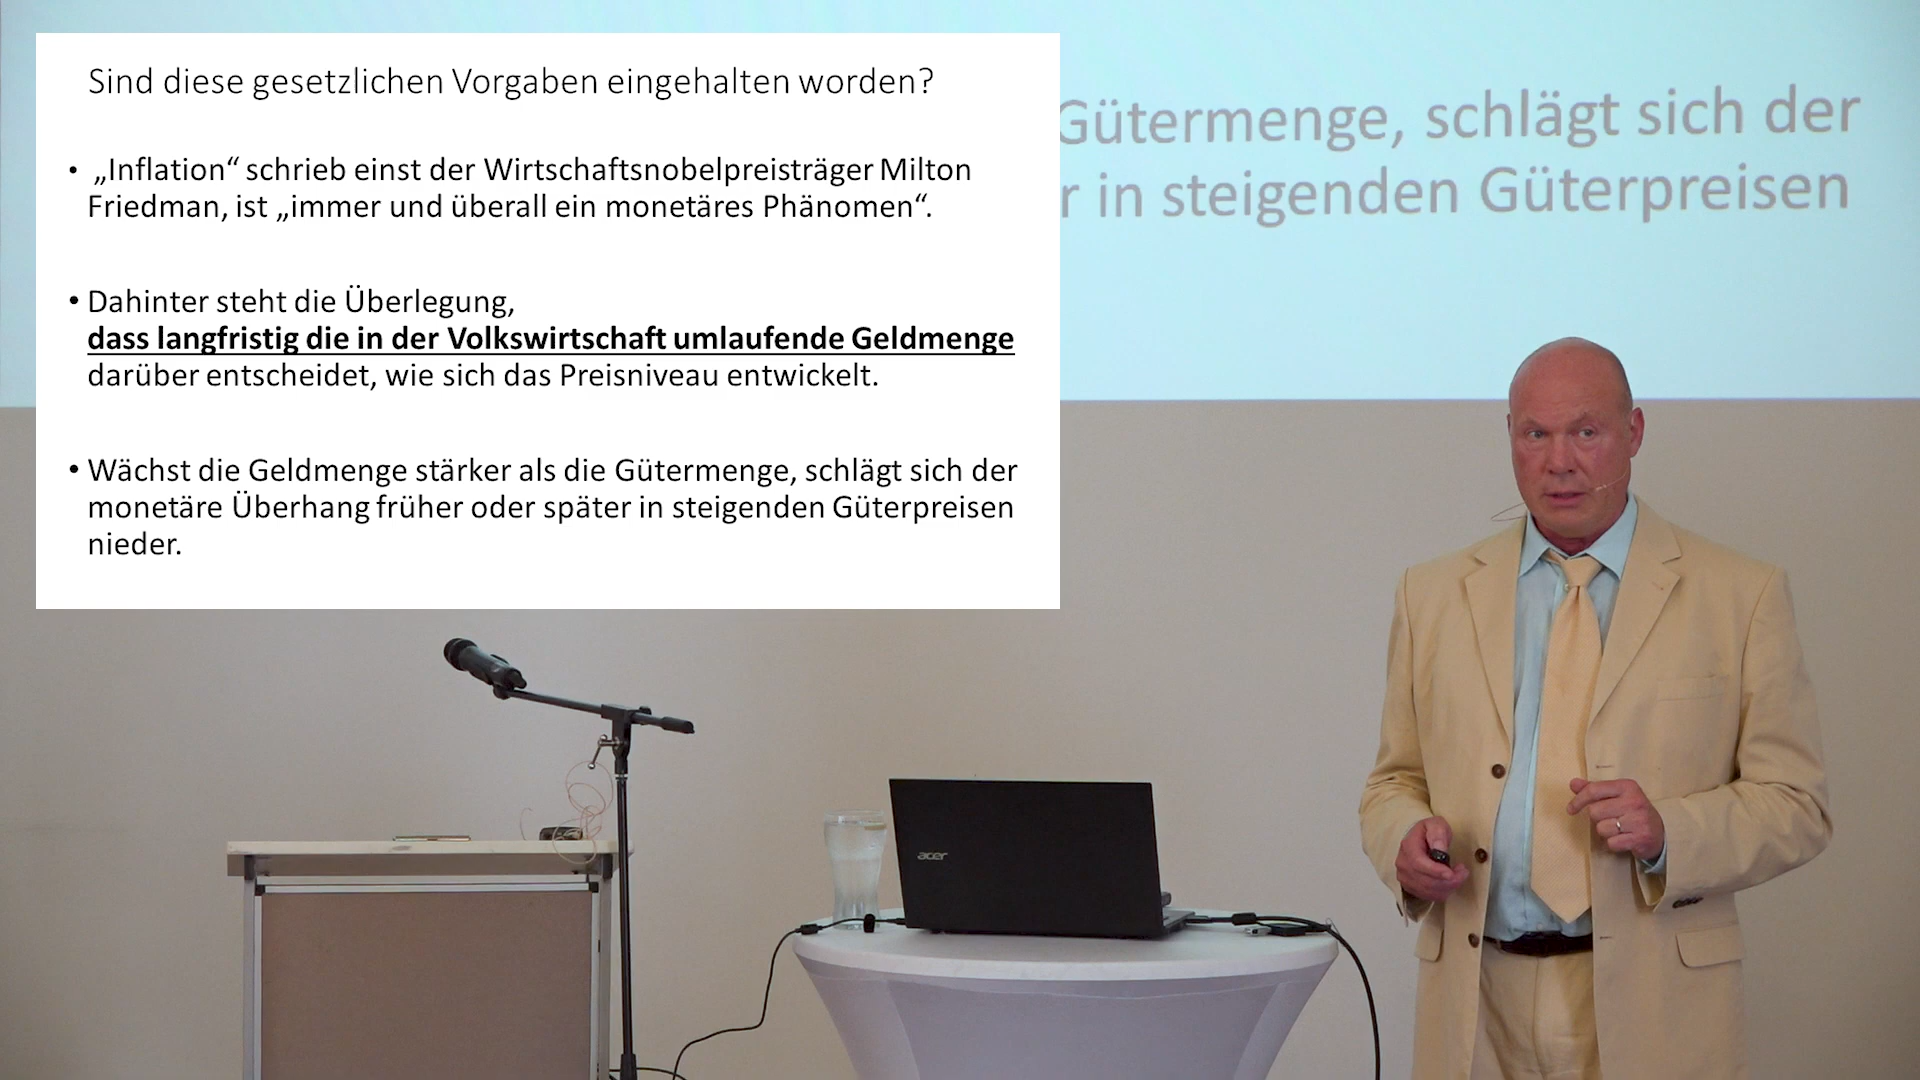 Sind diese gesetzlichen Vorgaben eingehalten worden?
• „Inflation“ schrieb einst der Wirtschaftsnobelpreisträger Milton
Friedman, ist „immer und überall ein monetäres Phänomen“.
• Dahinter steht die Überlegung,
dass langfristig die in der Volkswirtschaft umlaufende Geldmenge
darüber entscheidet, wie sich das Preisniveau entwickelt.
• Wächst die Geldmenge stärker als die Gütermenge, schlägt sich der
monetäre Überhang früher oder später in steigenden Güterpreisen
nieder.
Gütermenge, schlägt sich der
r in steigenden Güterpreisen
acer